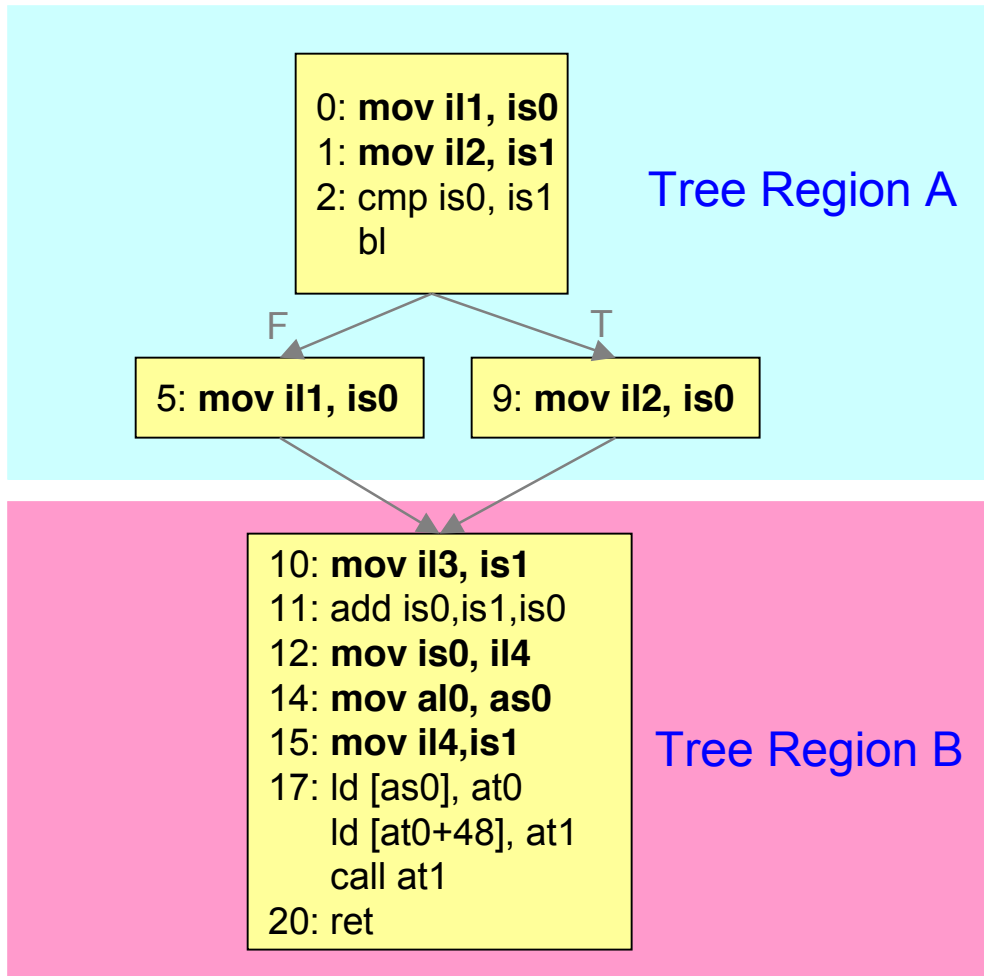 0: mov il1, is0
1: mov il2, is1
2: cmp is0, is1
bl
Tree Region A
F
T
5: mov il1, is0
9: mov il2, is0
10: mov il3, is1
11: add is0,is1,is0
12: mov is0, il4
14: mov al0, as0
15: mov il4,is1
17: ld [as0], at0
ld [at0+48], at1
call at1
20: ret
Tree Region B